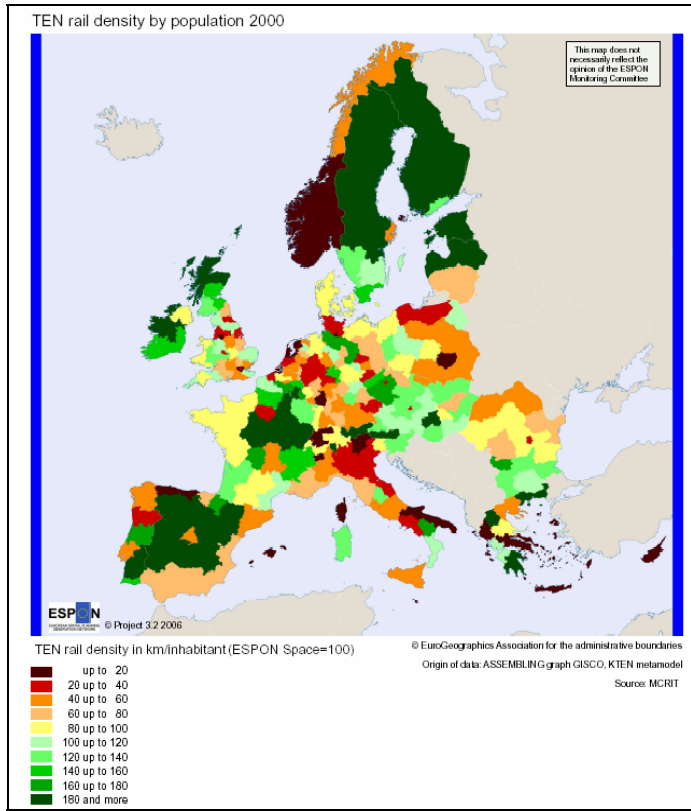 TEN rail density by population 2000
This map does not
necessarily reflect the
opinion of the ESPON
Monitoring Committee
ESPON
© Project 3.2 2006
© EuroGeographics Association for the administrative boundaries
TEN rail density in km/inhabitant (ESPON Space=100)
Origin of data: ASSEMBLING graph GISCO, KTEN metamodel
Source: MCRIT
up to 20
20 up to 40
40 up to 60
60 up to 80
80 up to 100
100 up to 120
120 up to 140
140 up to 160
160 up to 180
180 and more